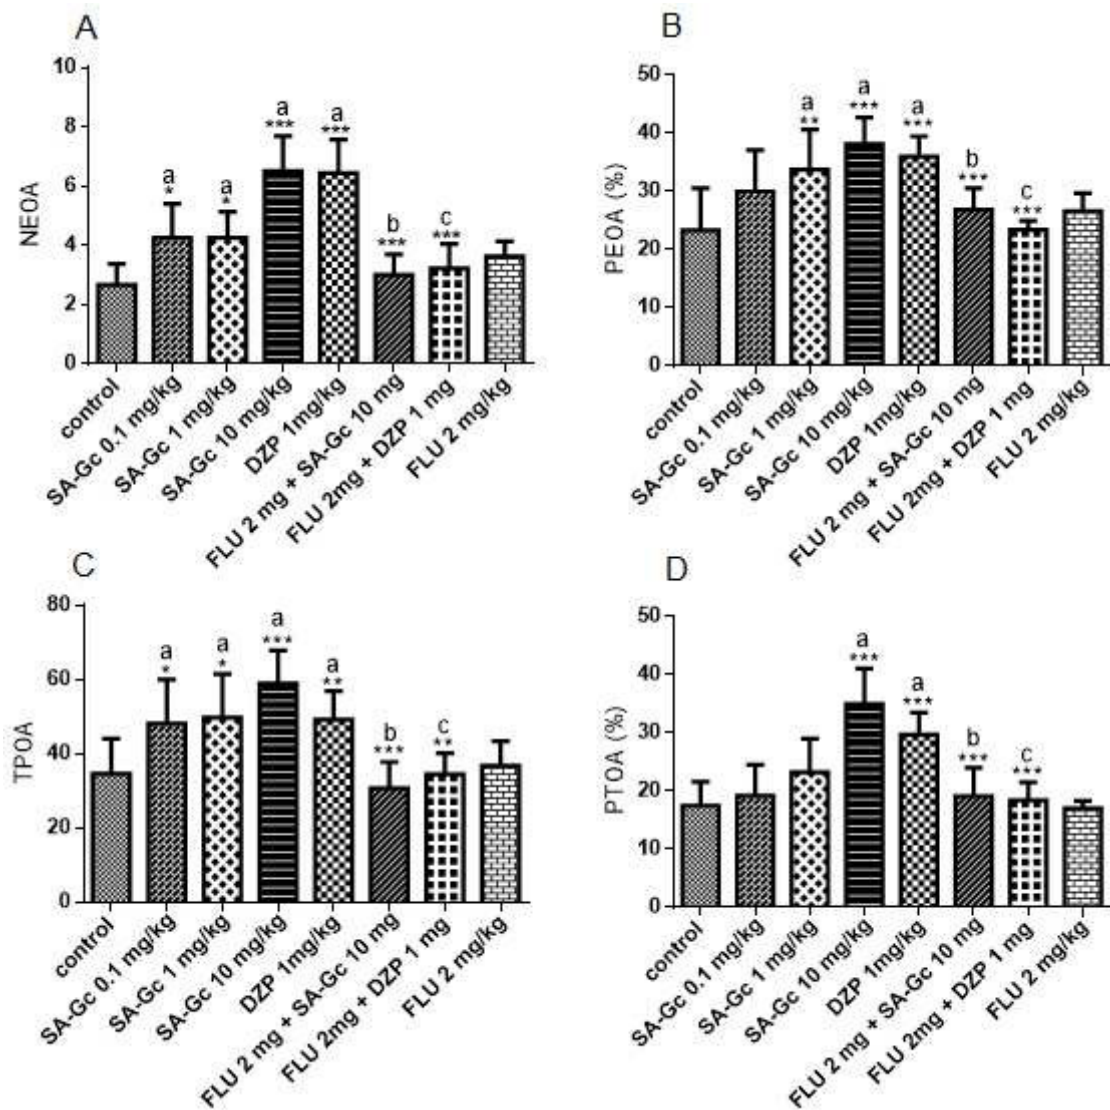 A
NEOA
10
8
6
4
2
0
a
*
a
*
a
***
a
***
b
***
c
***
control
SA-Gc 0.1 mg/kg
SA-Gc 1 mg/kg
SA-Gc 10 mg/kg
DZP 1mg/kg
FLU 2 mg + SA-Gc 10 mg
FLU 2mg + DZP 1 mg
FLU 2 mg/kg
B
PEOA (%)
50
40
30
20
10
0
a
**
a
***
a
***
b
***
c
***
control
SA-Gc 0.1 mg/kg
SA-Gc 1 mg/kg
SA-Gc 10 mg/kg
DZP 1mg/kg
FLU 2 mg + SA-Gc 10 mg
FLU 2mg + DZP 1 mg
FLU 2 mg/kg
C
TPOA
80
60
40
20
0
a
*
a
*
a
***
a
**
b
***
c
**
control
SA-Gc 0.1 mg/kg
SA-Gc 1 mg/kg
SA-Gc 10 mg/kg
DZP 1mg/kg
FLU 2 mg + SA-Gc 10 mg
FLU 2mg + DZP 1 mg
FLU 2 mg/kg
D
PTOA (%)
50
40
30
20
10
0
a
***
a
***
b
***
c
***
control
SA-Gc 0.1 mg/kg
SA-Gc 1 mg/kg
SA-Gc 10 mg/kg
DZP 1mg/kg
FLU 2 mg + SA-Gc 10 mg
FLU 2mg + DZP 1 mg
FLU 2 mg/kg